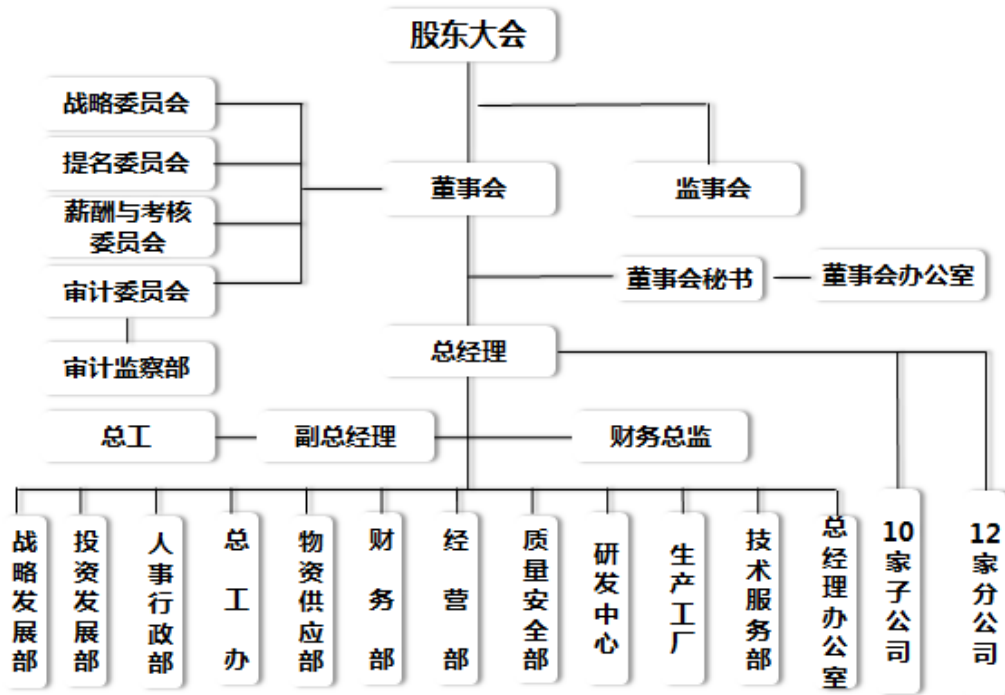 股东大会
战略委员会
提名委员会
董事会
监事会
薪酬与考核
委员会
审计委员会
董事会秘书
董事会办公室
总经理
审计监察部
总工
副总经理
财务总监
战略发展部
投资发展部
人事行政部
总工办
物资供应部
财务部
经营部
质量安全部
研发中心
生产工厂
技术服务部
总经理办公室
10家子公司
12家分公司